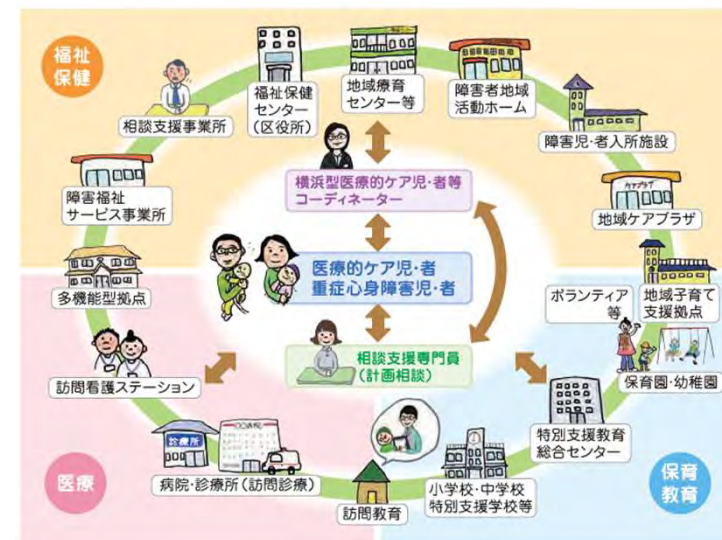 福祉
保健
相談支援事業所
福祉保健
センター
(区役所)
地域療育
センター等
障害者地域
活動ホーム
障害児・者入所施設
障害福祉
サービス事業所
横浜型医療的ケア児・者等
コーディネーター
ケアプラザ
地域ケアプラザ
多機能型拠点
医療的ケア児・者
重症心身障害児・者
ボランティア
等
地域子育て
支援拠点
訪問看護ステーション
相談支援専門員
(計画相談)
保育園・幼稚園
診療所
病院・診療所(訪問診療)
特別支援教育
総合センター
医療
訪問教育
小学校・中学校
特別支援学校等
保育
教育